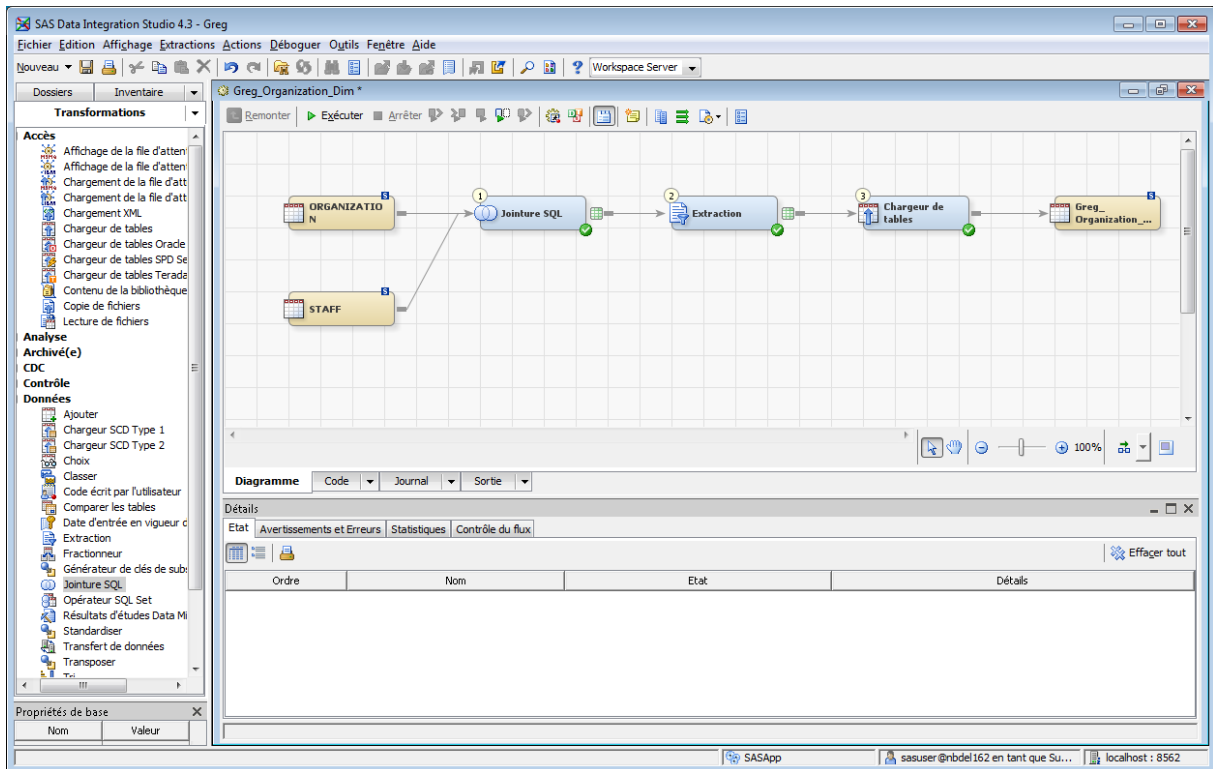 SAS Data Integration Studio 4.3 - Greg
Fichier Edition Affichage Extractions Actions Déboguer Outils Fenêtre Aide
Nouveau Workspace Server
Dossiers Inventaire
Transformations
Accès
Affichage de la file d'atten
Affichage de la file d'atten
Chargement de la file d'att
Chargement de la file d'att
Chargement XML
Chargeur de tables
Chargeur de tables Oracle
Chargeur de tables SPD Se
Chargeur de tables Terada
Contenu de la bibliothèque
Copie de fichiers
Lecture de fichiers
Analyse
Archivé(e)
CDC
Contrôle
Données
Ajouter
Chargeur SCD Type 1
Chargeur SCD Type 2
Choix
Classer
Code écrit par l'utilisateur
Comparer les tables
Date d'entrée en vigueur d
Extraction
Fractionneur
Générateur de clés de subs
Jointure SQL
Opérateur SQL Set
Résultats d'études Data Mi
Standardiser
Transfert de données
Transposer
Tri
Propriétés de base
Nom Valeur
Greg_Organization_Dim *
Remonter Exécuter Arrêter
ORGANIZATIO
N
1
Jointure SQL
2
Extraction
3
Chargeur de
tables
Greg_
Organization_...
STAFF
100%
Diagramme Code Journal Sortie
Détails
Etat Avertissements et Erreurs Statistiques Contrôle du flux
Effacer tout
Ordre Nom Etat Détails
SASApp sasuser@nbdel162 en tant que Su... localhost : 8562